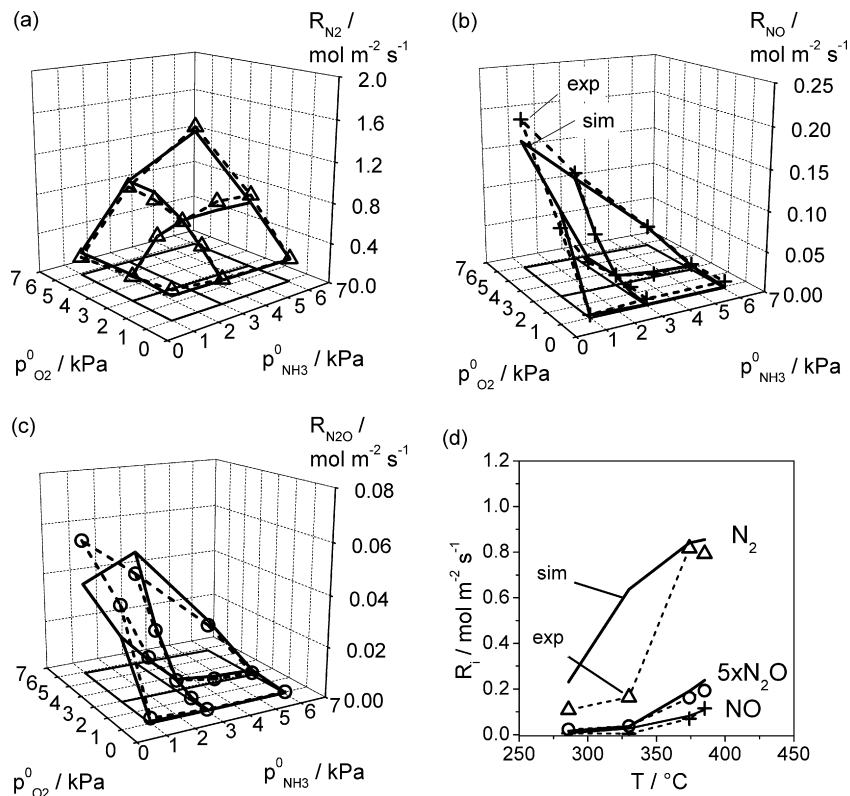 (a)
R_N2 /
mol m⁻² s⁻¹
2.0
1.6
1.2
0.8
0.4
0.0
7
6
5
4
3
2
1
0
0
1
2
3
4
5
6
7
p⁰_O2 / kPa
p⁰_NH3 / kPa
(b)
R_NO /
mol m⁻² s⁻¹
exp
sim
0.25
0.20
0.15
0.10
0.05
0.00
7
6
5
4
3
2
1
0
0
1
2
3
4
5
6
7
p⁰_O2 / kPa
p⁰_NH3 / kPa
(c)
R_N2O /
mol m⁻² s⁻¹
0.08
0.06
0.04
0.02
0.00
7
6
5
4
3
2
1
0
0
1
2
3
4
5
6
7
p⁰_O2 / kPa
p⁰_NH3 / kPa
(d)
R_i / mol m⁻² s⁻¹
1.2
1.0
0.8
0.6
0.4
0.2
0.0
N₂
sim
exp
5xN₂O
NO
250 300 350 400 450
T / °C